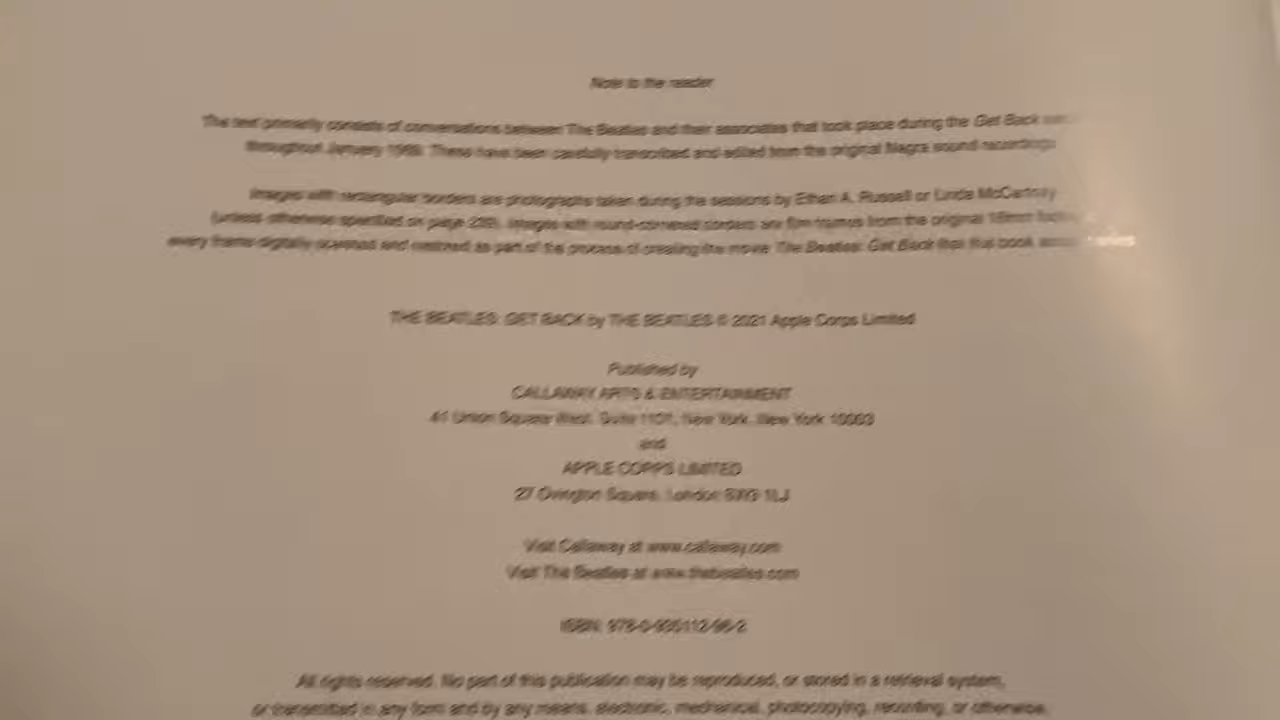 Note to the reader
The text primarily consists of conversations between The Beatles and their associates that took place during the Get Back
throughout January 1969. These have been carefully transcribed and edited from the original Nagra sound recordings.
Images with rectangular borders are photographs taken during the sessions by Ethan A. Russell or Linda McCartney
(unless otherwise specified on page 239). Images with round-cornered borders are film frames from the original 16mm
every frame digitally scanned and restored as part of the process of creating the movie The Beatles: Get Back that this book
THE BEATLES: GET BACK by THE BEATLES © 2021 Apple Corps Limited
Published by
CALLAWAY ARTS & ENTERTAINMENT
41 Union Square West, Suite 1101, New York, New York 10003
and
APPLE CORPS LIMITED
27 Ovington Square, London SW3 1LJ
Visit Callaway at www.callaway.com
Visit The Beatles at www.thebeatles.com
ISBN: 978-0-935112-96-2
All rights reserved. No part of this publication may be reproduced, or stored in a retrieval system,
or transmitted in any form and by any means, electronic, mechanical, photocopying, recording, or otherwise,